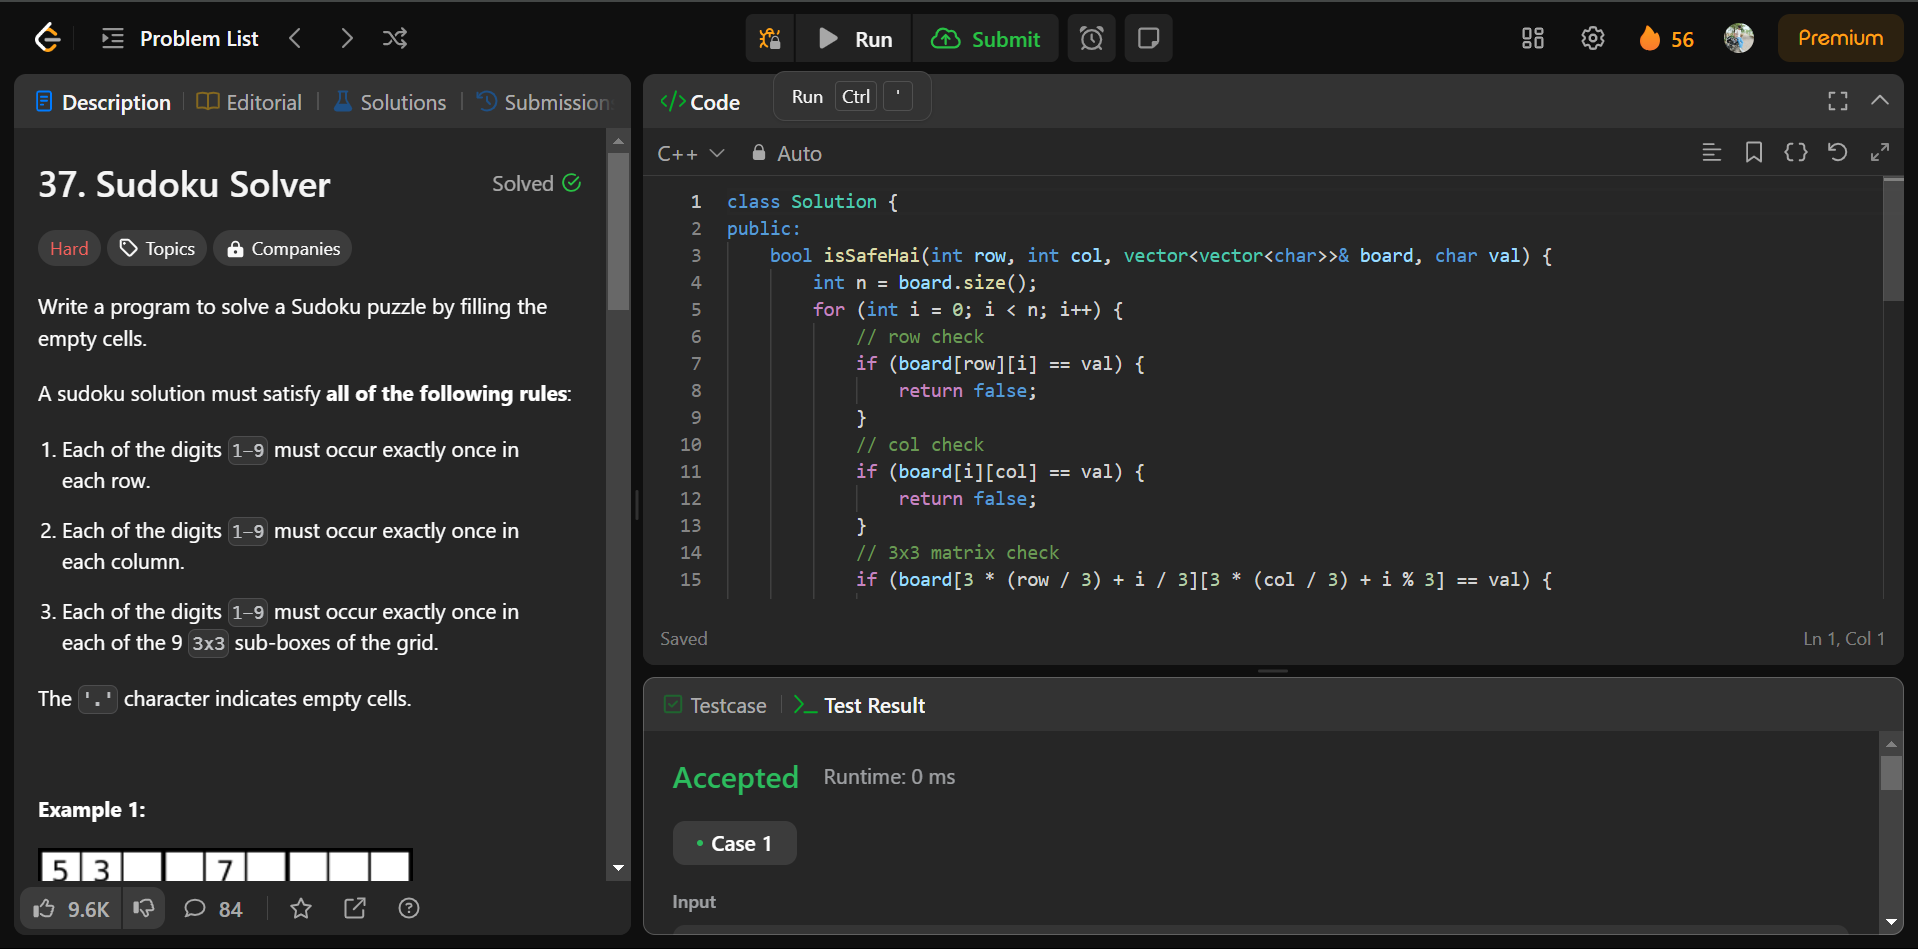 Problem List
Run
Submit
56
Premium
Description
Editorial
Solutions
Submission
37. Sudoku Solver
Solved
Hard
Topics
Companies
Write a program to solve a Sudoku puzzle by filling the
empty cells.
A sudoku solution must satisfy all of the following rules:
1. Each of the digits 1-9 must occur exactly once in
each row.
2. Each of the digits 1-9 must occur exactly once in
each column.
3. Each of the digits 1-9 must occur exactly once in
each of the 9 3x3 sub-boxes of the grid.
The '.' character indicates empty cells.
Example 1:
5 3 7
9.6K
84
</> Code
Run Ctrl '
C++
Auto
1 class Solution {
2 public:
3 bool isSafeHai(int row, int col, vector<vector<char>>& board, char val) {
4 int n = board.size();
5 for (int i = 0; i < n; i++) {
6 // row check
7 if (board[row][i] == val) {
8 return false;
9 }
10 // col check
11 if (board[i][col] == val) {
12 return false;
13 }
14 // 3x3 matrix check
15 if (board[3 * (row / 3) + i / 3][3 * (col / 3) + i % 3] == val) {
Saved
Ln 1, Col 1
Testcase
Test Result
Accepted
Runtime: 0 ms
Case 1
Input